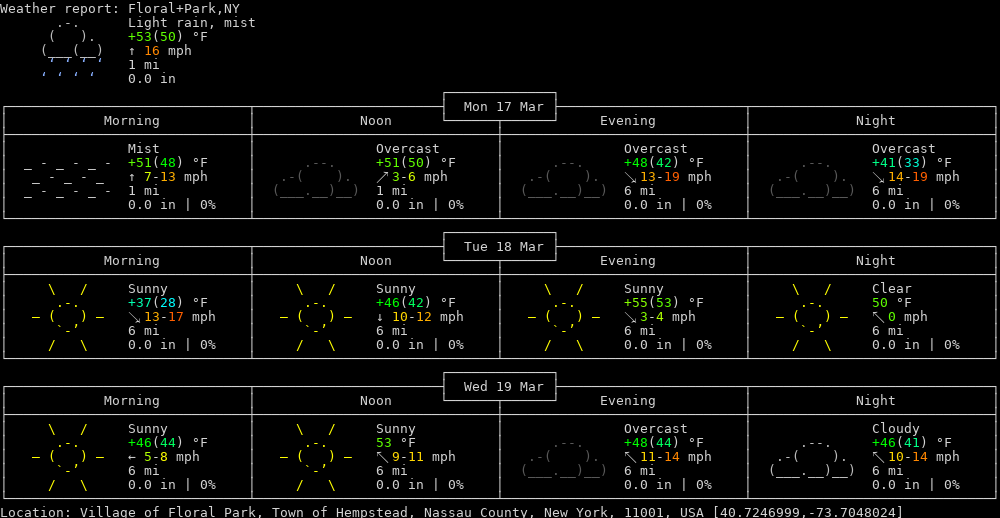 Weather report: Floral+Park,NY
Light rain, mist
+53(50) °F
↑ 16 mph
1 mi
0.0 in
Mon 17 Mar
Morning Noon Evening Night
Mist Overcast Overcast Overcast
+51(48) °F +51(50) °F +48(42) °F +41(33) °F
↑ 7-13 mph ↗ 3-6 mph ↘ 13-19 mph ↘ 14-19 mph
1 mi 1 mi 6 mi 6 mi
0.0 in | 0% 0.0 in | 0% 0.0 in | 0% 0.0 in | 0%
Tue 18 Mar
Morning Noon Evening Night
Sunny Sunny Sunny Clear
+37(28) °F +46(42) °F +55(53) °F 50 °F
↘ 13-17 mph ↓ 10-12 mph ↘ 3-4 mph ↖ 0 mph
6 mi 6 mi 6 mi 6 mi
0.0 in | 0% 0.0 in | 0% 0.0 in | 0% 0.0 in | 0%
Wed 19 Mar
Morning Noon Evening Night
Sunny Sunny Overcast Cloudy
+46(44) °F 53 °F +48(44) °F +46(41) °F
← 5-8 mph ↖ 9-11 mph ↖ 11-14 mph ↖ 10-14 mph
6 mi 6 mi 6 mi 6 mi
0.0 in | 0% 0.0 in | 0% 0.0 in | 0% 0.0 in | 0%
Location: Village of Floral Park, Town of Hempstead, Nassau County, New York, 11001, USA [40.7246999,-73.7048024]